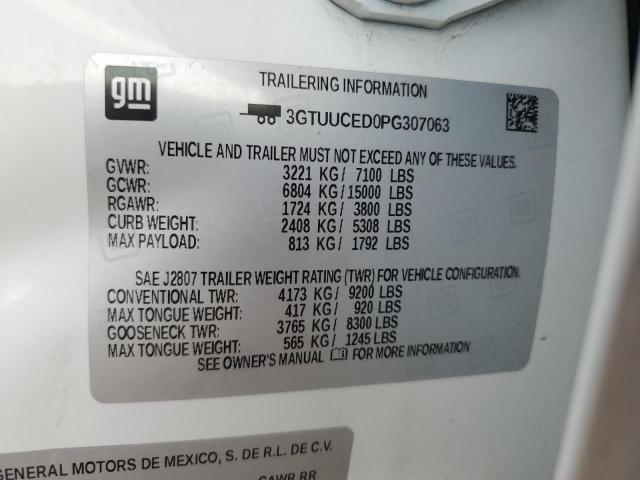 gm
TRAILERING INFORMATION
3GTUUCED0PG307063
VEHICLE AND TRAILER MUST NOT EXCEED ANY OF THESE VALUES.
GVWR: 3221 KG/ 7100 LBS
GCWR: 6804 KG/15000 LBS
RGAWR: 1724 KG/ 3800 LBS
CURB WEIGHT: 2408 KG/ 5308 LBS
MAX PAYLOAD: 813 KG/ 1792 LBS
SAE J2807 TRAILER WEIGHT RATING (TWR) FOR VEHICLE CONFIGURATION.
CONVENTIONAL TWR: 4173 KG/ 9200 LBS
MAX TONGUE WEIGHT: 417 KG/ 920 LBS
GOOSENECK TWR: 3765 KG/ 8300 LBS
MAX TONGUE WEIGHT: 565 KG/ 1245 LBS
SEE OWNER'S MANUAL FOR MORE INFORMATION
GENERAL MOTORS DE MEXICO, S. DE R.L. DE C.V.
GAWR RR